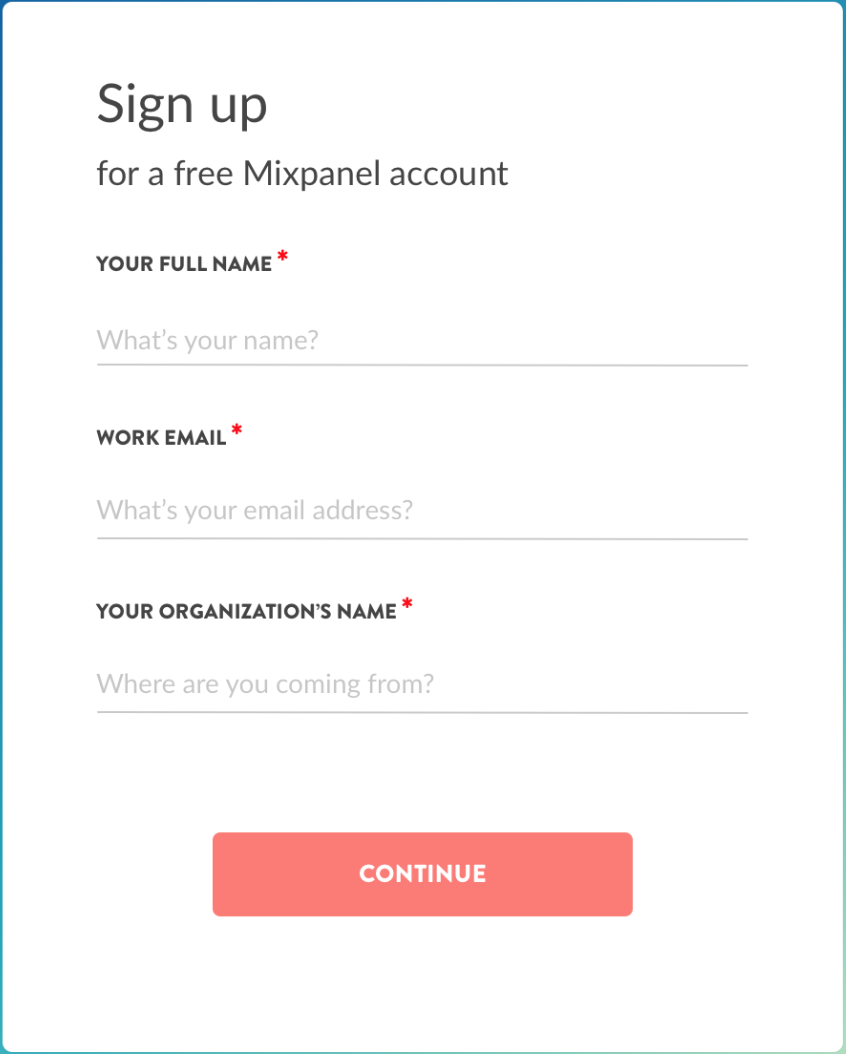 Sign up
for a free Mixpanel account
YOUR FULL NAME *
What’s your name?
WORK EMAIL *
What’s your email address?
YOUR ORGANIZATION’S NAME *
Where are you coming from?
CONTINUE